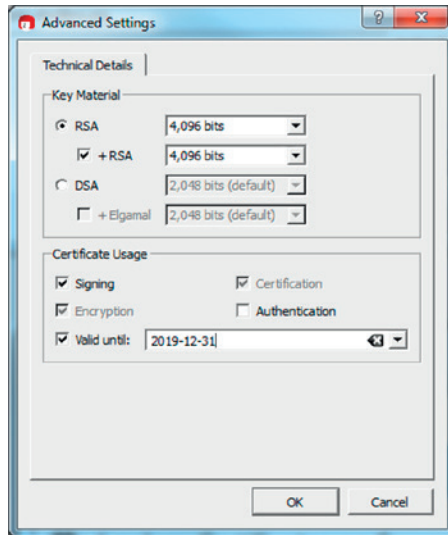 Advanced Settings
Technical Details
Key Material
RSA 4,096 bits
+ RSA 4,096 bits
DSA 2,048 bits (default)
+ Elgamal 2,048 bits (default)
Certificate Usage
Signing Certification
Encryption Authentication
Valid until: 2019-12-31
OK Cancel